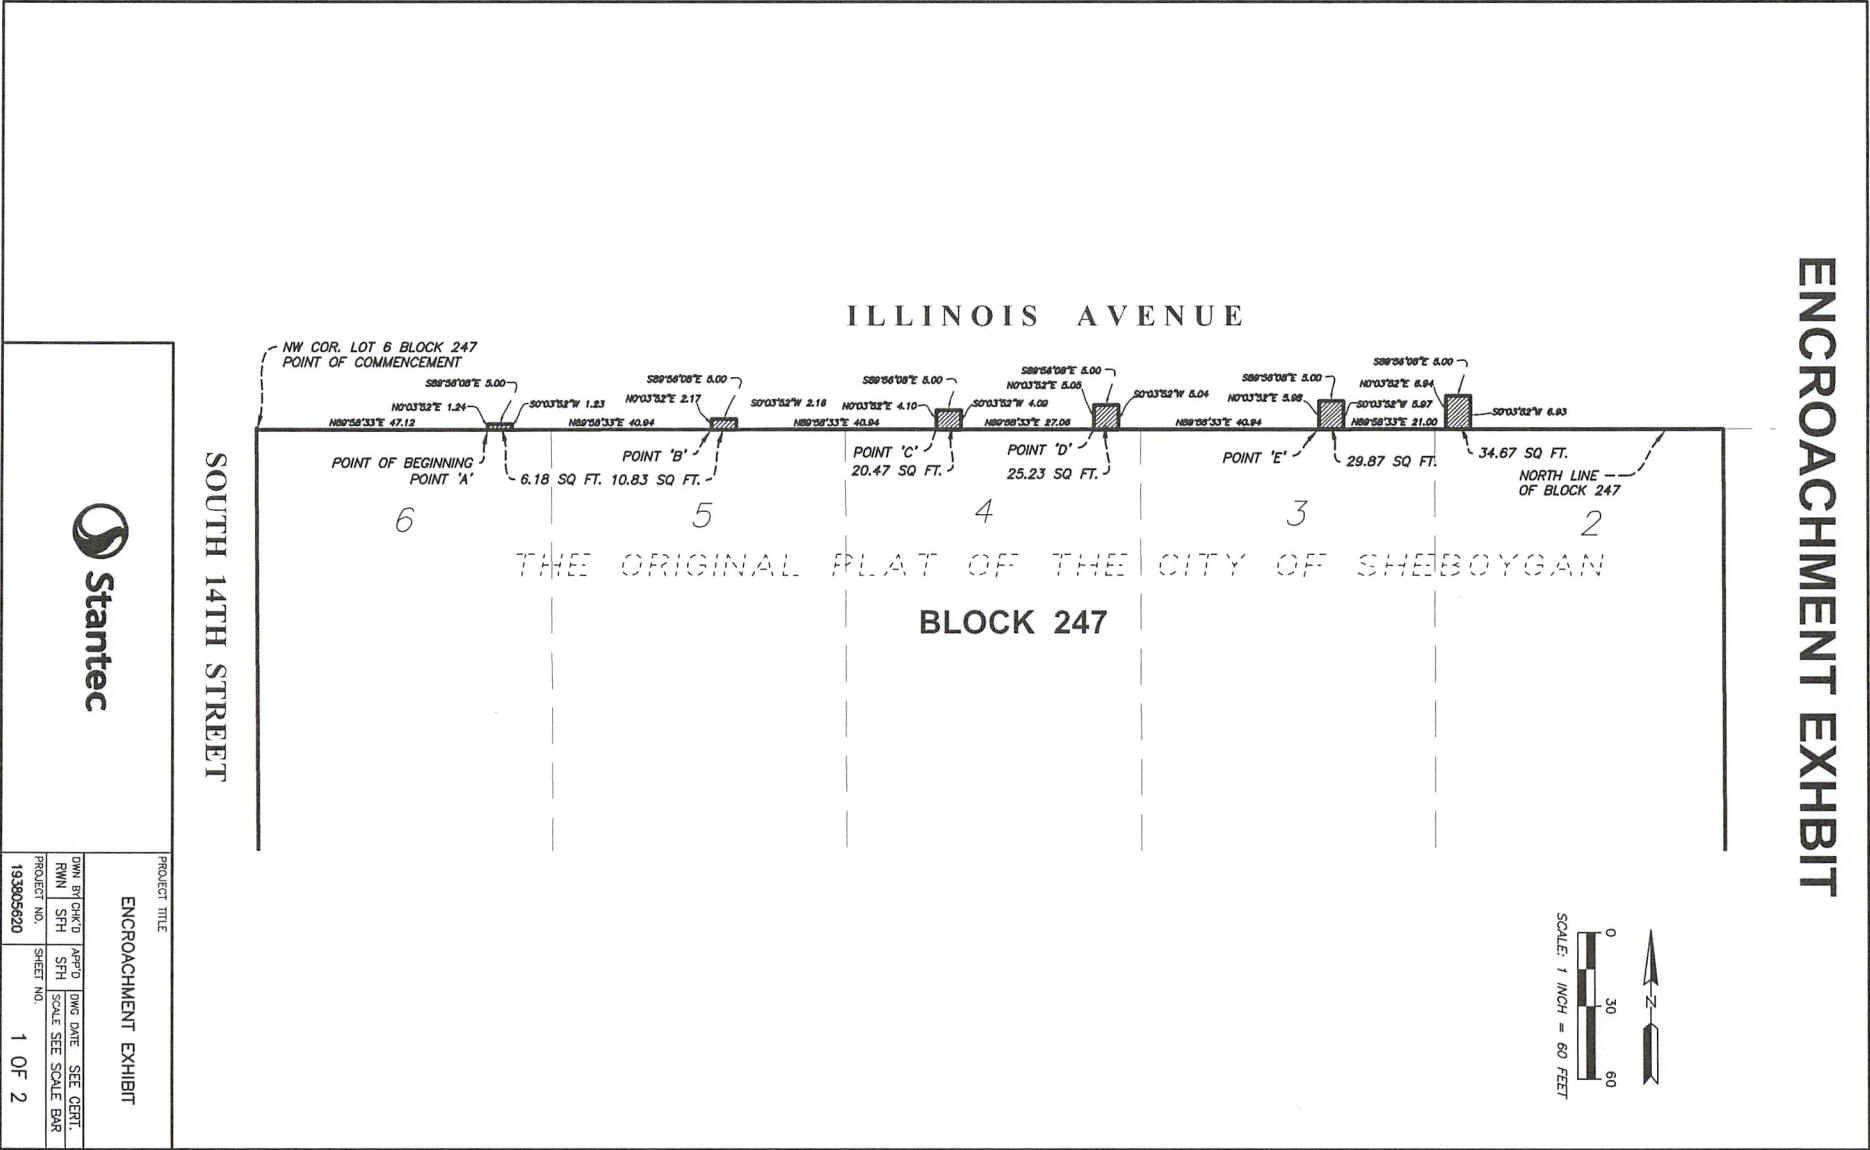 ENCROACHMENT EXHIBIT
ILLINOIS AVENUE
NW COR. LOT 6 BLOCK 247
POINT OF COMMENCEMENT
S89°56'08"E 5.00
N0°03'52"E 1.24
S0°03'52"W 1.23
N89°58'33"E 47.12
POINT OF BEGINNING
POINT 'A'
6.18 SQ FT.
N89°58'33"E 40.94
S89°56'08"E 5.00
N0°03'52"E 2.17
S0°03'52"W 2.16
POINT 'B'
10.83 SQ FT.
N89°58'33"E 40.94
S89°56'08"E 5.00
N0°03'52"E 4.10
S0°03'52"W 4.09
POINT 'C'
20.47 SQ FT.
N89°58'33"E 27.06
S89°56'08"E 5.00
N0°03'52"E 5.05
S0°03'52"W 5.04
POINT 'D'
25.23 SQ FT.
N89°58'33"E 40.94
S89°56'08"E 5.00
N0°03'52"E 5.98
S0°03'52"W 5.97
POINT 'E'
29.87 SQ FT.
N89°58'33"E 21.00
S89°56'08"E 5.00
N0°03'52"E 6.94
S0°03'52"W 6.93
34.67 SQ FT.
NORTH LINE
OF BLOCK 247
6 5 4 3 2
THE ORIGINAL PLAT OF THE CITY OF SHEBOYGAN
BLOCK 247
SOUTH 14TH STREET
N
0 30 60
SCALE: 1 INCH = 60 FEET
Stantec
PROJECT TITLE
ENCROACHMENT EXHIBIT
DWN BY CHK'D APP'D DWG DATE SEE CERT.
RWN SFH SFH SCALE SEE SCALE BAR
PROJECT NO. SHEET NO.
193805620 1 OF 2